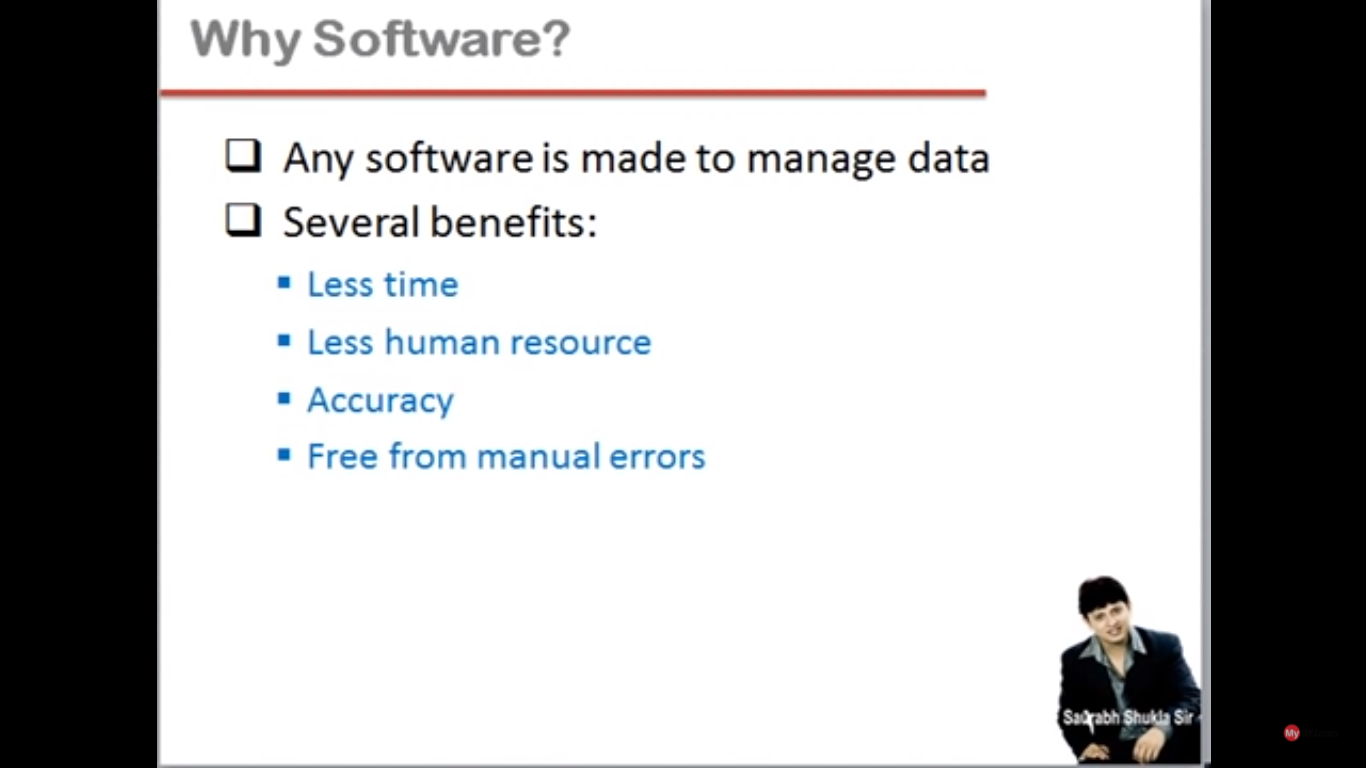 Why Software?
Any software is made to manage data
Several benefits:
Less time
Less human resource
Accuracy
Free from manual errors
Saurabh Shukla Sir
My